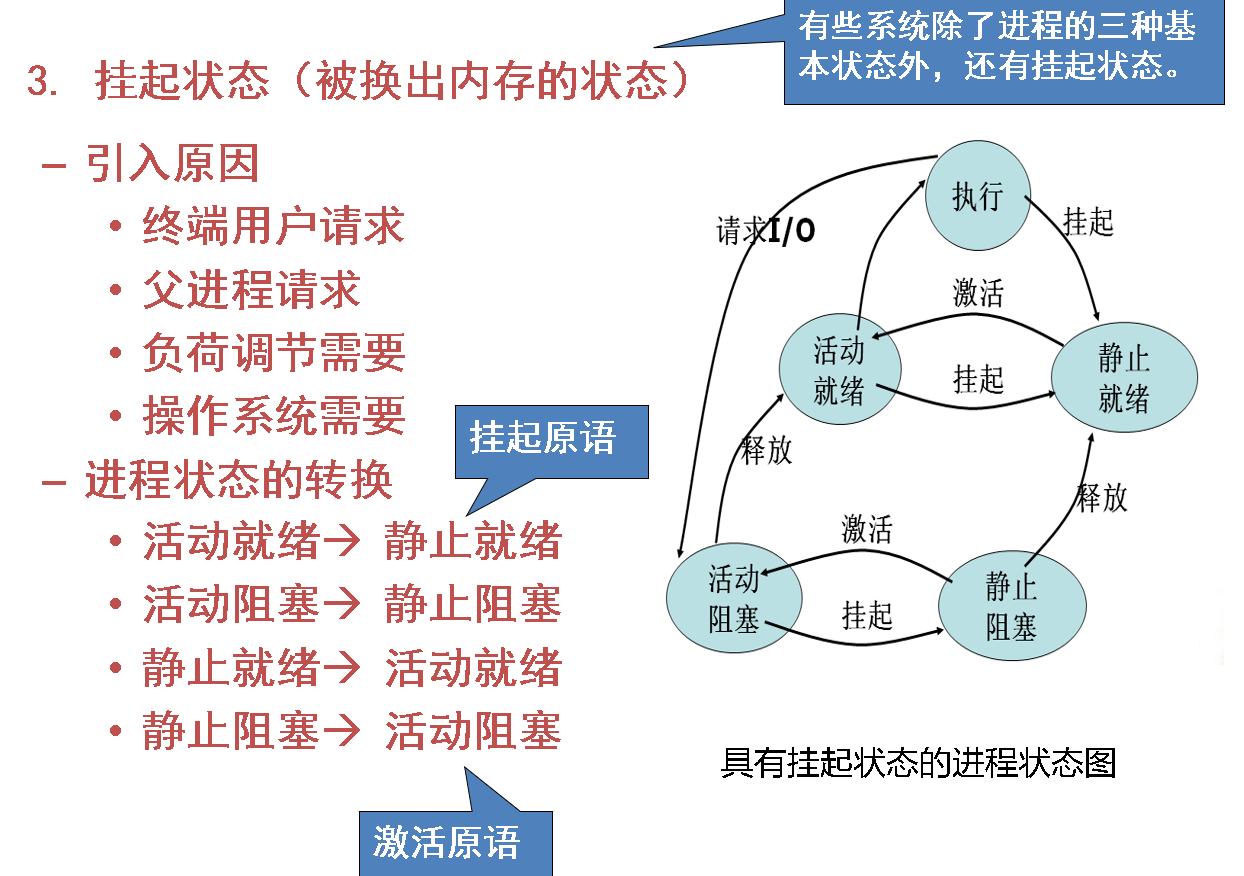 有些系统除了进程的三种基
本状态外，还有挂起状态。
3. 挂起状态（被换出内存的状态）
– 引入原因
• 终端用户请求
• 父进程请求
• 负荷调节需要
• 操作系统需要
挂起原语
– 进程状态的转换
• 活动就绪→ 静止就绪
• 活动阻塞→ 静止阻塞
• 静止就绪→ 活动就绪
• 静止阻塞→ 活动阻塞
激活原语
执行
请求I/O
挂起
激活
活动
就绪
挂起
静止
就绪
释放
释放
激活
活动
阻塞
挂起
静止
阻塞
具有挂起状态的进程状态图